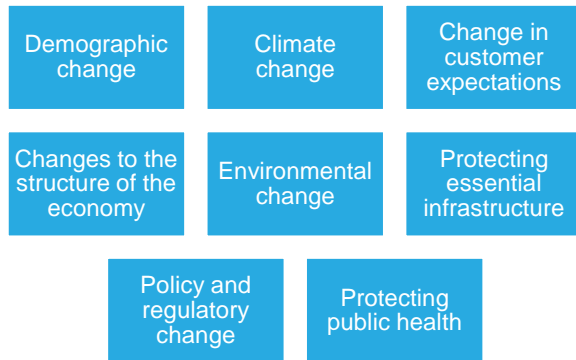 Demographic
change
Climate
change
Change in
customer
expectations
Changes to the
structure of the
economy
Environmental
change
Protecting
essential
infrastructure
Policy and
regulatory
change
Protecting
public health